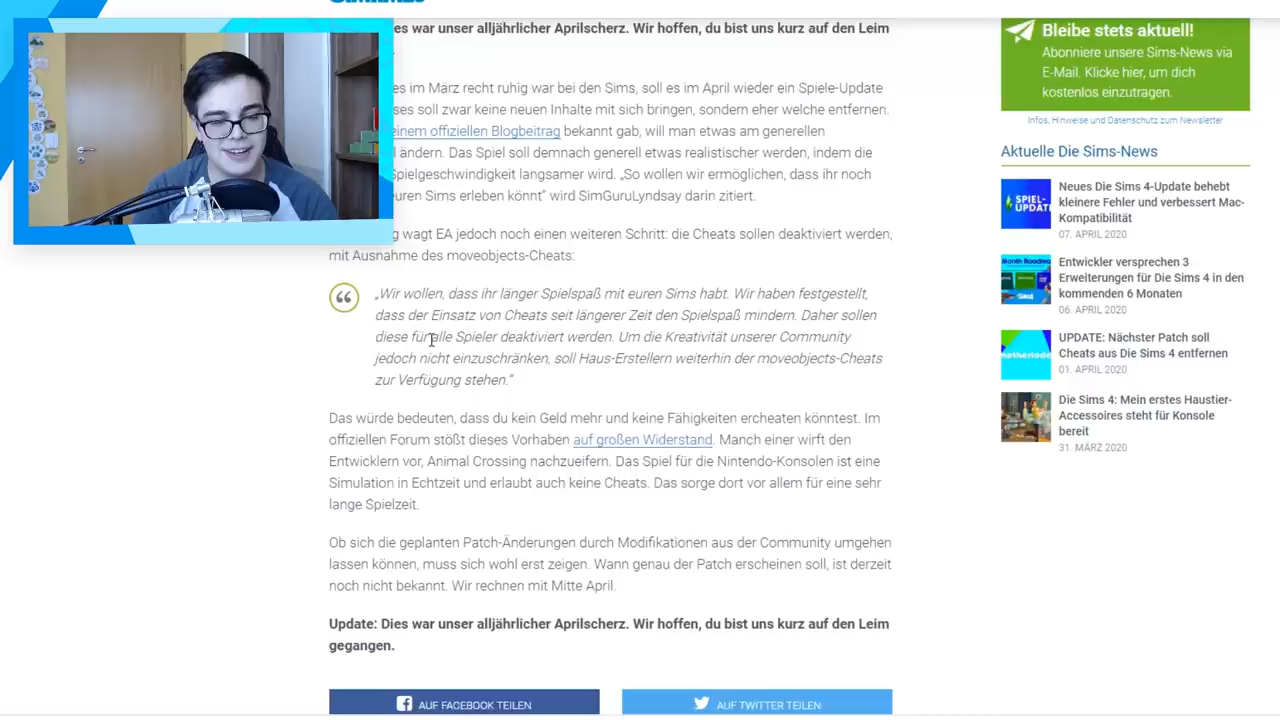 es war unser alljährlicher Aprilscherz. Wir hoffen, du bist uns kurz auf den Leim
es im März recht ruhig war bei den Sims, soll es im April wieder ein Spiele-Update
ses soll zwar keine neuen Inhalte mit sich bringen, sondern eher welche entfernen.
einem offiziellen Blogbeitrag bekannt gab, will man etwas am generellen
ändern. Das Spiel soll demnach generell etwas realistischer werden, indem die
Spielgeschwindigkeit langsamer wird. „So wollen wir ermöglichen, dass ihr noch
euren Sims erleben könnt“ wird SimGuruLyndsay darin zitiert.
g wagt EA jedoch noch einen weiteren Schritt: die Cheats sollen deaktiviert werden,
mit Ausnahme des moveobjects-Cheats:
„Wir wollen, dass ihr länger Spielspaß mit euren Sims habt. Wir haben festgestellt,
dass der Einsatz von Cheats seit längerer Zeit den Spielspaß mindern. Daher sollen
diese für alle Spieler deaktiviert werden. Um die Kreativität unserer Community
jedoch nicht einzuschränken, soll Haus-Erstellern weiterhin der moveobjects-Cheats
zur Verfügung stehen.“
Das würde bedeuten, dass du kein Geld mehr und keine Fähigkeiten ercheaten könntest. Im
offiziellen Forum stößt dieses Vorhaben auf großen Widerstand. Manch einer wirft den
Entwicklern vor, Animal Crossing nachzueifern. Das Spiel für die Nintendo-Konsolen ist eine
Simulation in Echtzeit und erlaubt auch keine Cheats. Das sorge dort vor allem für eine sehr
lange Spielzeit.
Ob sich die geplanten Patch-Änderungen durch Modifikationen aus der Community umgehen
lassen können, muss sich wohl erst zeigen. Wann genau der Patch erscheinen soll, ist derzeit
noch nicht bekannt. Wir rechnen mit Mitte April.
Update: Dies war unser alljährlicher Aprilscherz. Wir hoffen, du bist uns kurz auf den Leim
gegangen.
AUF FACEBOOK TEILEN
AUF TWITTER TEILEN
Bleibe stets aktuell!
Abonniere unsere Sims-News via
E-Mail. Klicke hier, um dich
kostenlos einzutragen.
Infos, Hinweise und Datenschutz zum Newsletter
Aktuelle Die Sims-News
SPIEL-
UPDAT
Neues Die Sims 4-Update behebt
kleinere Fehler und verbessert Mac-
Kompatibilität
07. APRIL 2020
Month Roadma
Entwickler versprechen 3
Erweiterungen für Die Sims 4 in den
kommenden 6 Monaten
06. APRIL 2020
motherlode
UPDATE: Nächster Patch soll
Cheats aus Die Sims 4 entfernen
01. APRIL 2020
Die Sims 4: Mein erstes Haustier-
Accessoires steht für Konsole
bereit
31. MÄRZ 2020